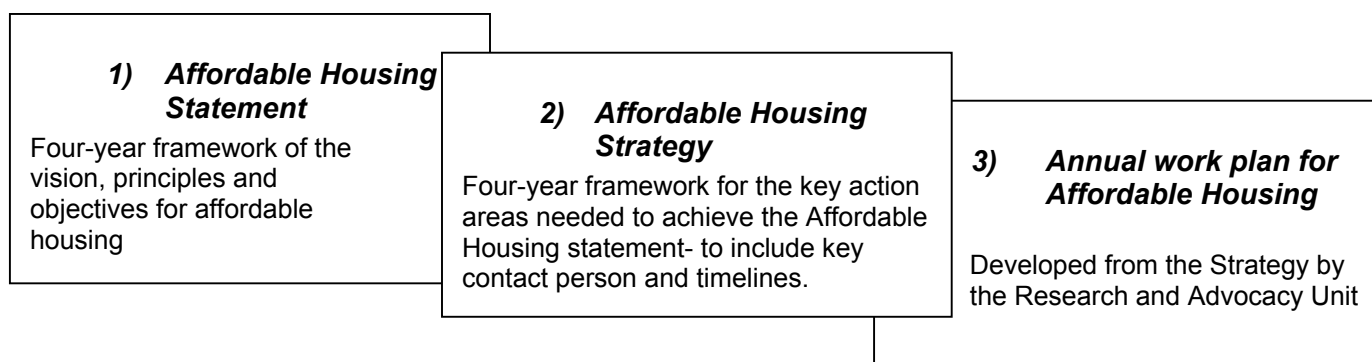 1) Affordable Housing
Statement
Four-year framework of the
vision, principles and
objectives for affordable
housing
2) Affordable Housing
Strategy
Four-year framework for the key action
areas needed to achieve the Affordable
Housing statement- to include key
contact person and timelines.
3) Annual work plan for
Affordable Housing
Developed from the Strategy by
the Research and Advocacy Unit